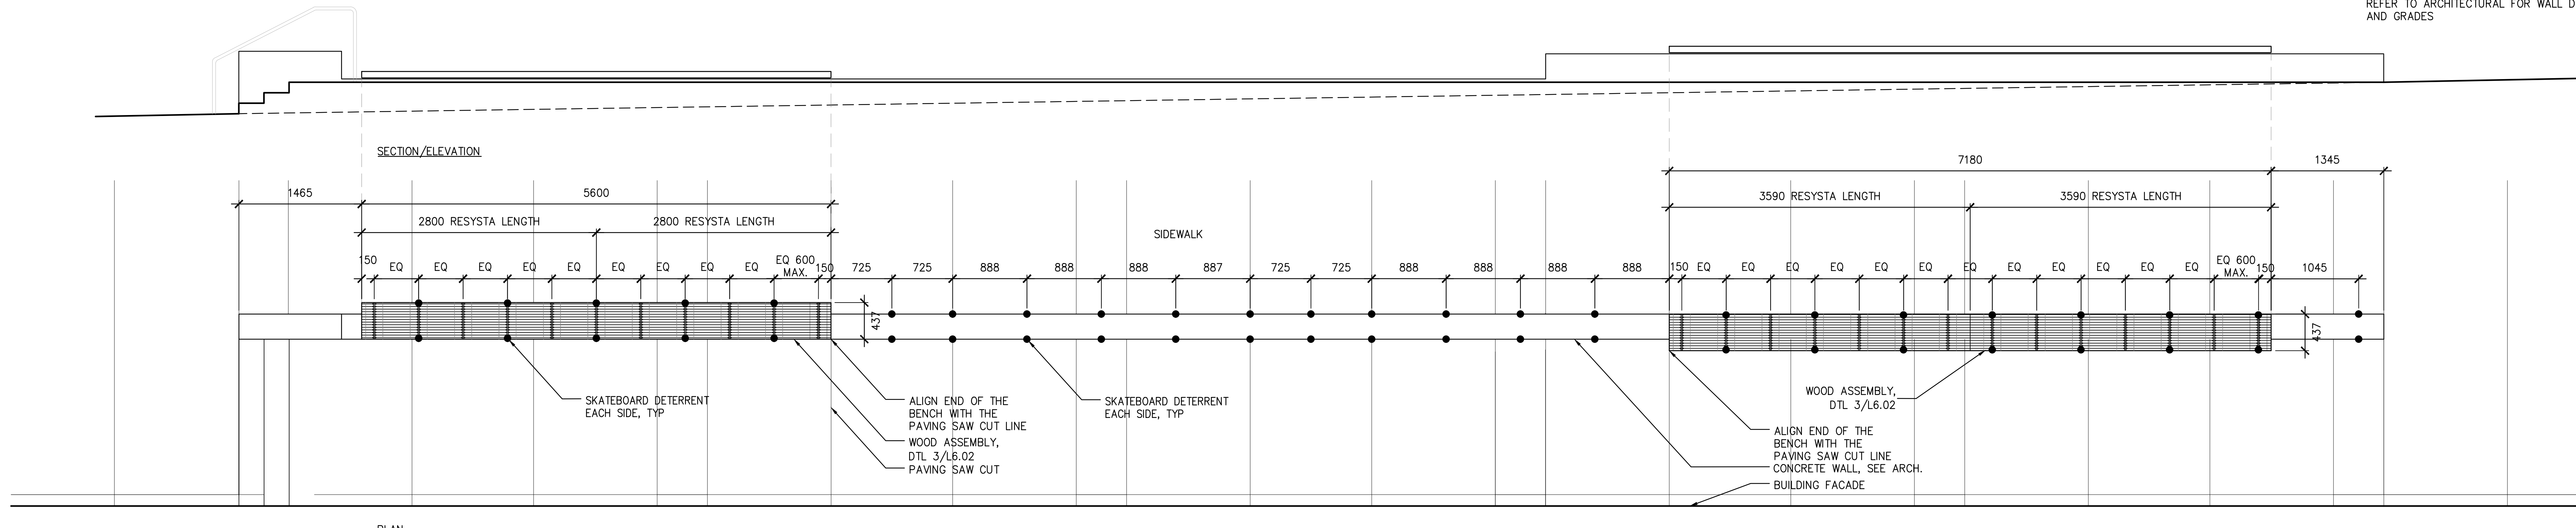 REFER TO ARCHITECTURAL FOR WALL D
AND GRADES
SECTION/ELEVATION
7180
1345
1465
5600
3590 RESYSTA LENGTH
3590 RESYSTA LENGTH
2800 RESYSTA LENGTH
2800 RESYSTA LENGTH
SIDEWALK
150
EQ
EQ
EQ
EQ
EQ
EQ
EQ
EQ
EQ
EQ 600
MAX.
150
725
725
888
888
888
887
725
725
888
888
888
888
150
EQ
EQ
EQ
EQ
EQ
EQ
EQ
EQ
EQ
EQ
EQ
EQ
EQ 600
MAX.
150
1045
437
437
SKATEBOARD DETERRENT
EACH SIDE, TYP
ALIGN END OF THE
BENCH WITH THE
PAVING SAW CUT LINE
WOOD ASSEMBLY,
DTL 3/L6.02
PAVING SAW CUT
SKATEBOARD DETERRENT
EACH SIDE, TYP
WOOD ASSEMBLY,
DTL 3/L6.02
ALIGN END OF THE
BENCH WITH THE
PAVING SAW CUT LINE
CONCRETE WALL, SEE ARCH.
BUILDING FACADE
PLAN